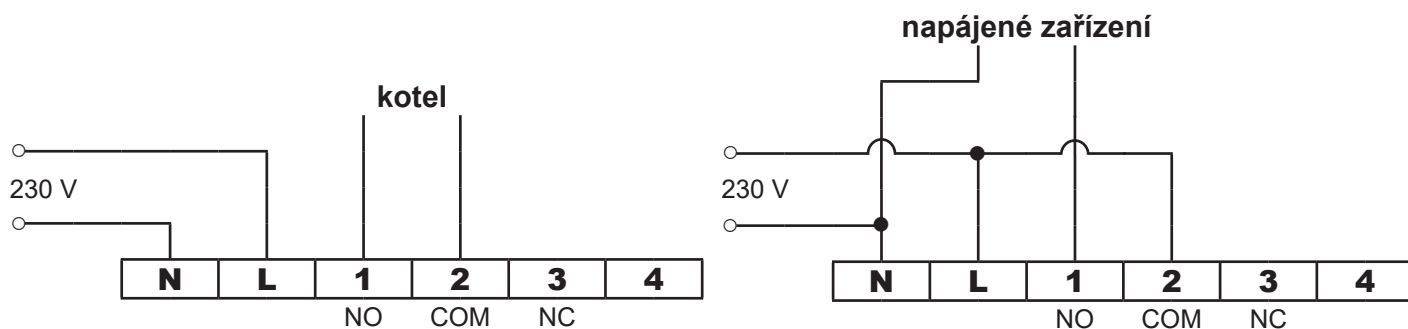 kotel
230 V
N L 1 2 3 4
NO COM NC
napájené zařízení
230 V
N L 1 2 3 4
NO COM NC